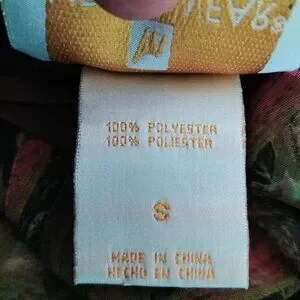 100% POLYESTER
100% POLIESTER
S
MADE IN CHINA
HECHO EN CHINA